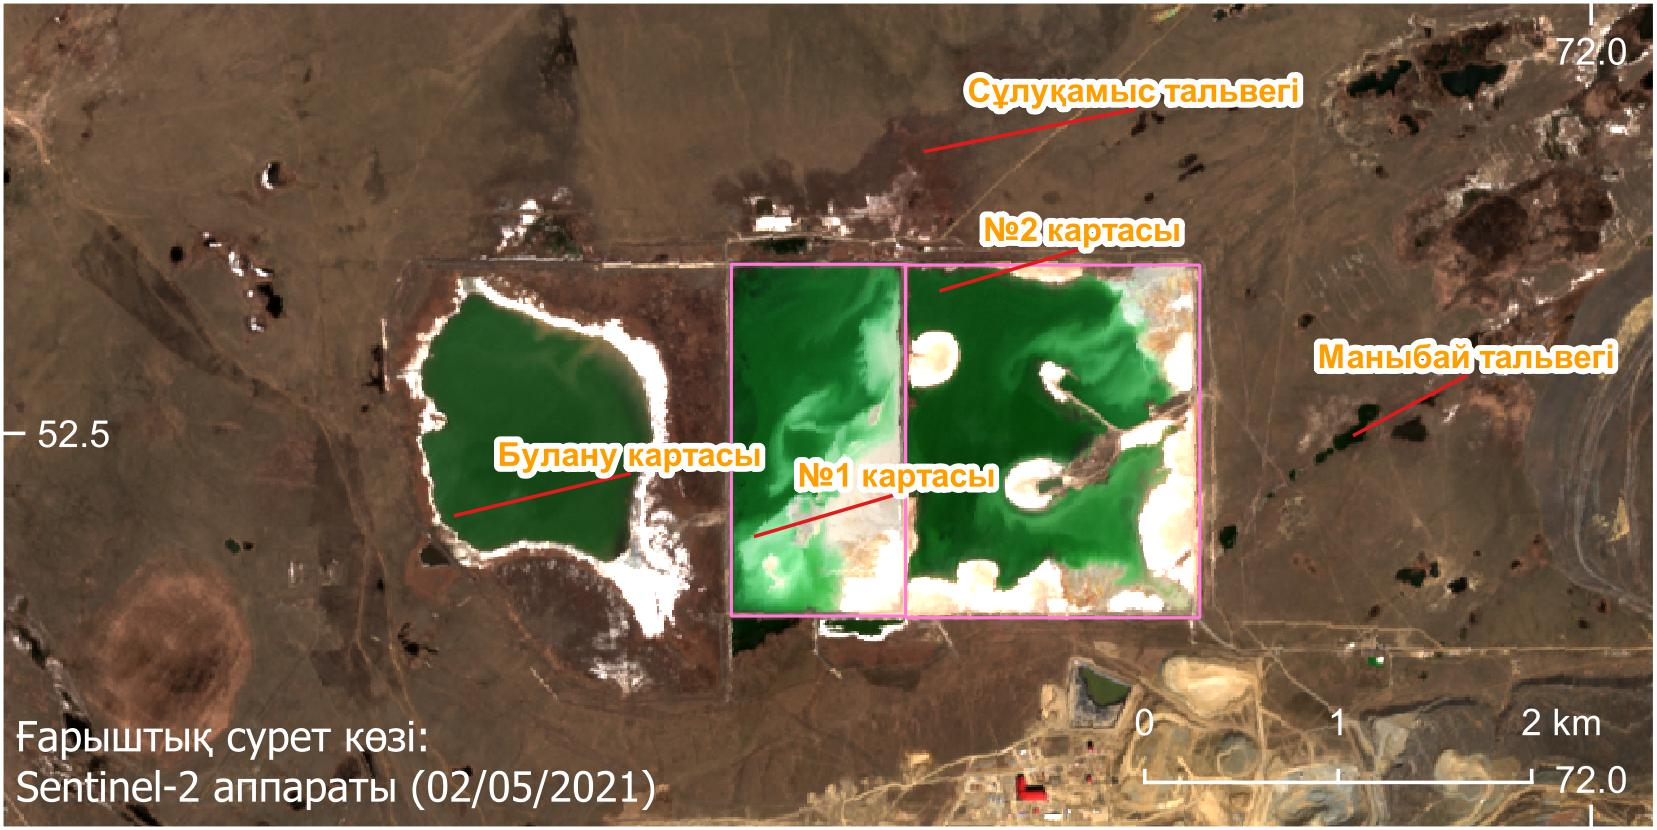 72.0
Сұлуқамыс тальвегі
№2 картасы
Маныбай тальвегі
52.5
Булану картасы
№1 картасы
Ғарыштық сурет көзі:
Sentinel-2 аппараты (02/05/2021)
0 1 2 km
72.0